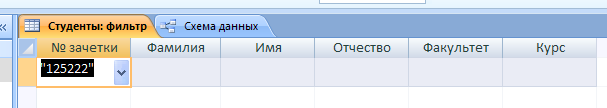 Студенты: фильтр Схема данных
№ зачетки Фамилия Имя Отчество Факультет Курс
"125222"